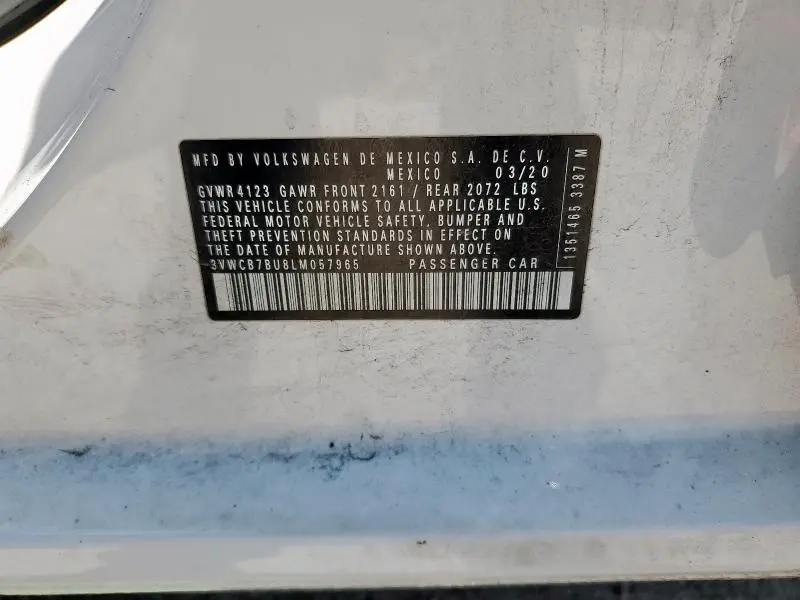 MFD BY VOLKSWAGEN DE MEXICO S.A. DE C.V.
MEXICO 03/20
GVWR 4123 GAWR FRONT 2161 / REAR 2072 LBS
THIS VEHICLE CONFORMS TO ALL APPLICABLE U.S.
FEDERAL MOTOR VEHICLE SAFETY, BUMPER AND
THEFT PREVENTION STANDARDS IN EFFECT ON
THE DATE OF MANUFACTURE SHOWN ABOVE.
3VWCB7BU8LM057965 PASSENGER CAR
1351465 3387 M